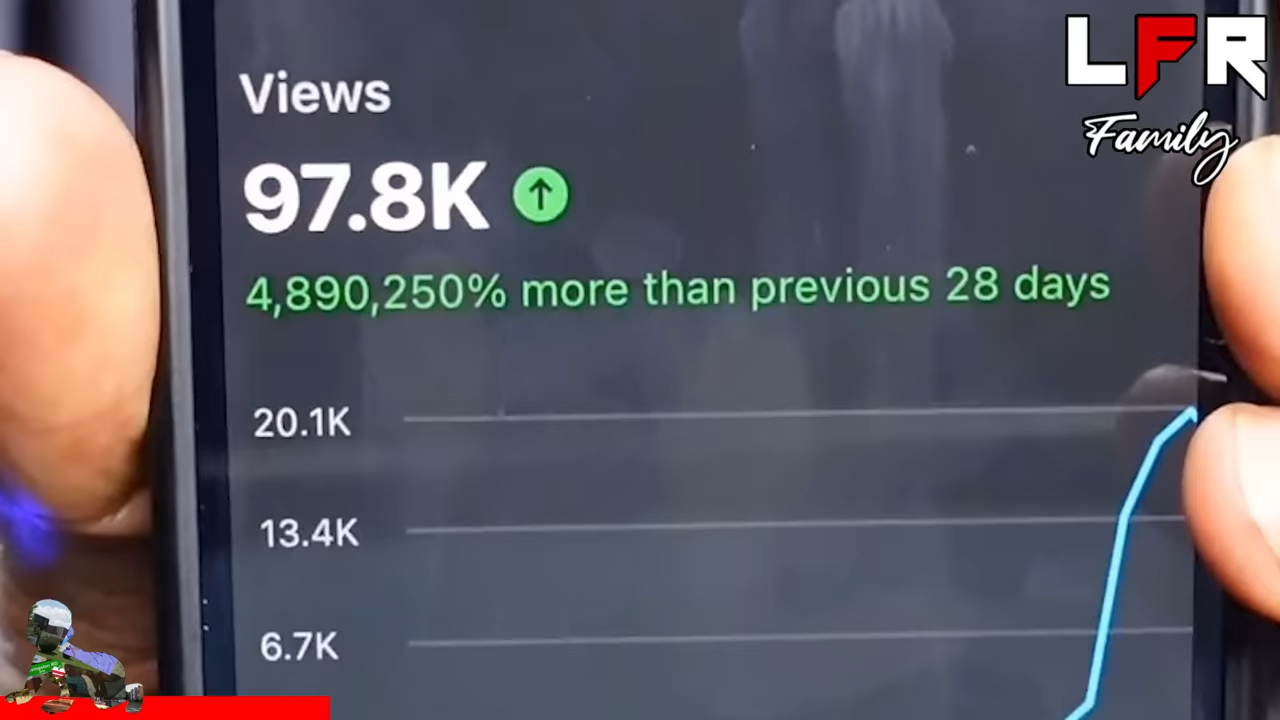 LFR
Family
Views
97.8K
4,890,250% more than previous 28 days
20.1K
13.4K
6.7K